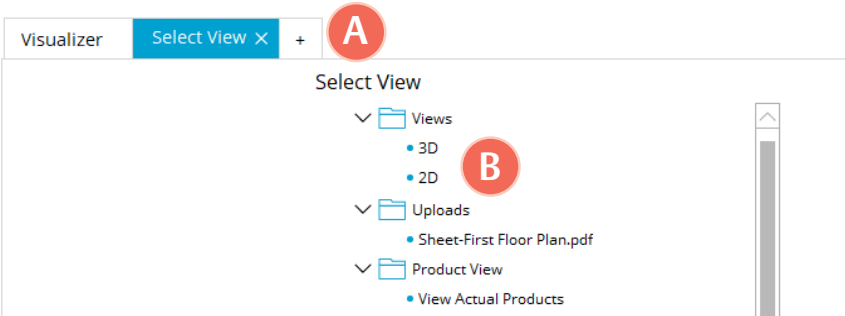 Visualizer Select View × + A
Select View
Views
3D
2D
B
Uploads
Sheet-First Floor Plan.pdf
Product View
View Actual Products